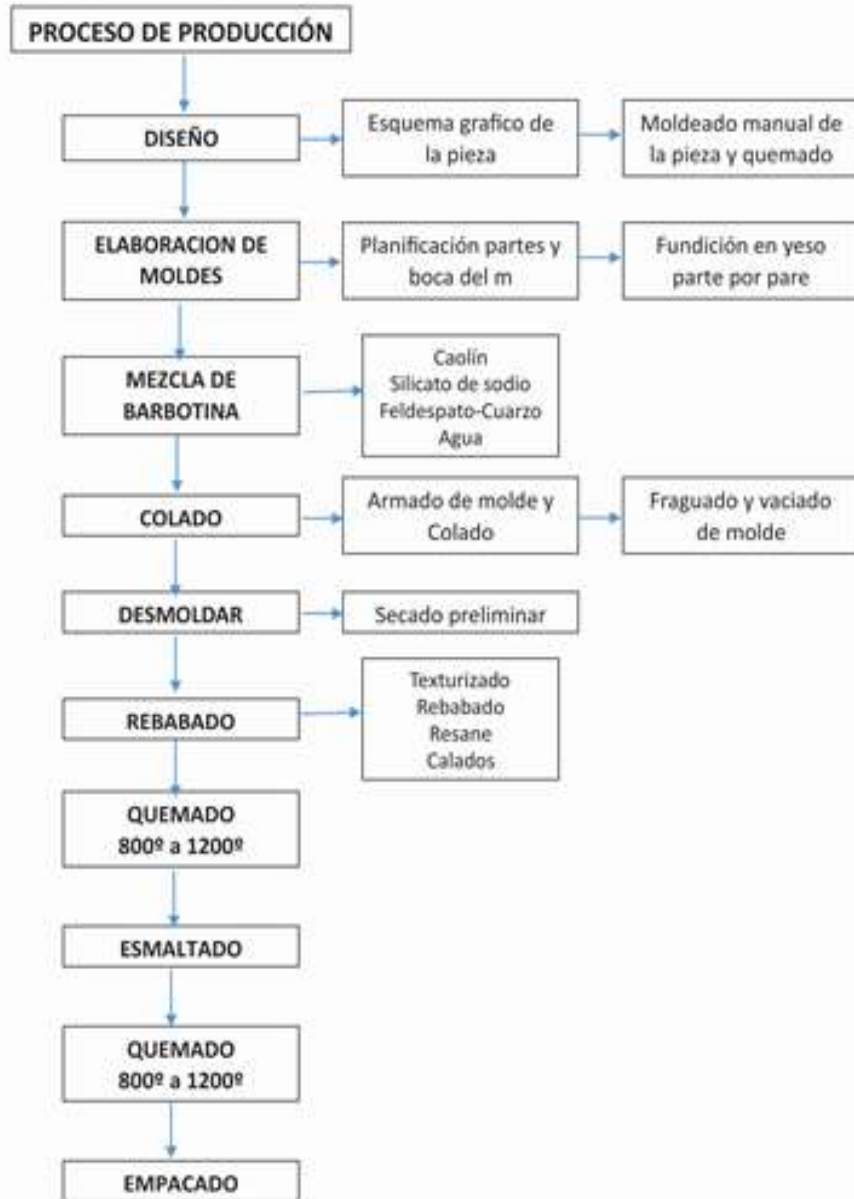 PROCESO DE PRODUCCIÓN
DISEÑO
Esquema grafico de
la pieza
Moldeado manual de
la pieza y quemado
ELABORACION DE
MOLDES
Planificación partes y
boca del m
Fundición en yeso
parte por pare
MEZCLA DE
BARBOTINA
Caolín
Silicato de sodio
Feldespato-Cuarzo
Agua
COLADO
Armado de molde y
Colado
Fraguado y vaciado
de molde
DESMOLDAR
Secado preliminar
REBABADO
Texturizado
Rebabado
Resane
Calados
QUEMADO
800º a 1200º
ESMALTADO
QUEMADO
800º a 1200º
EMPACADO